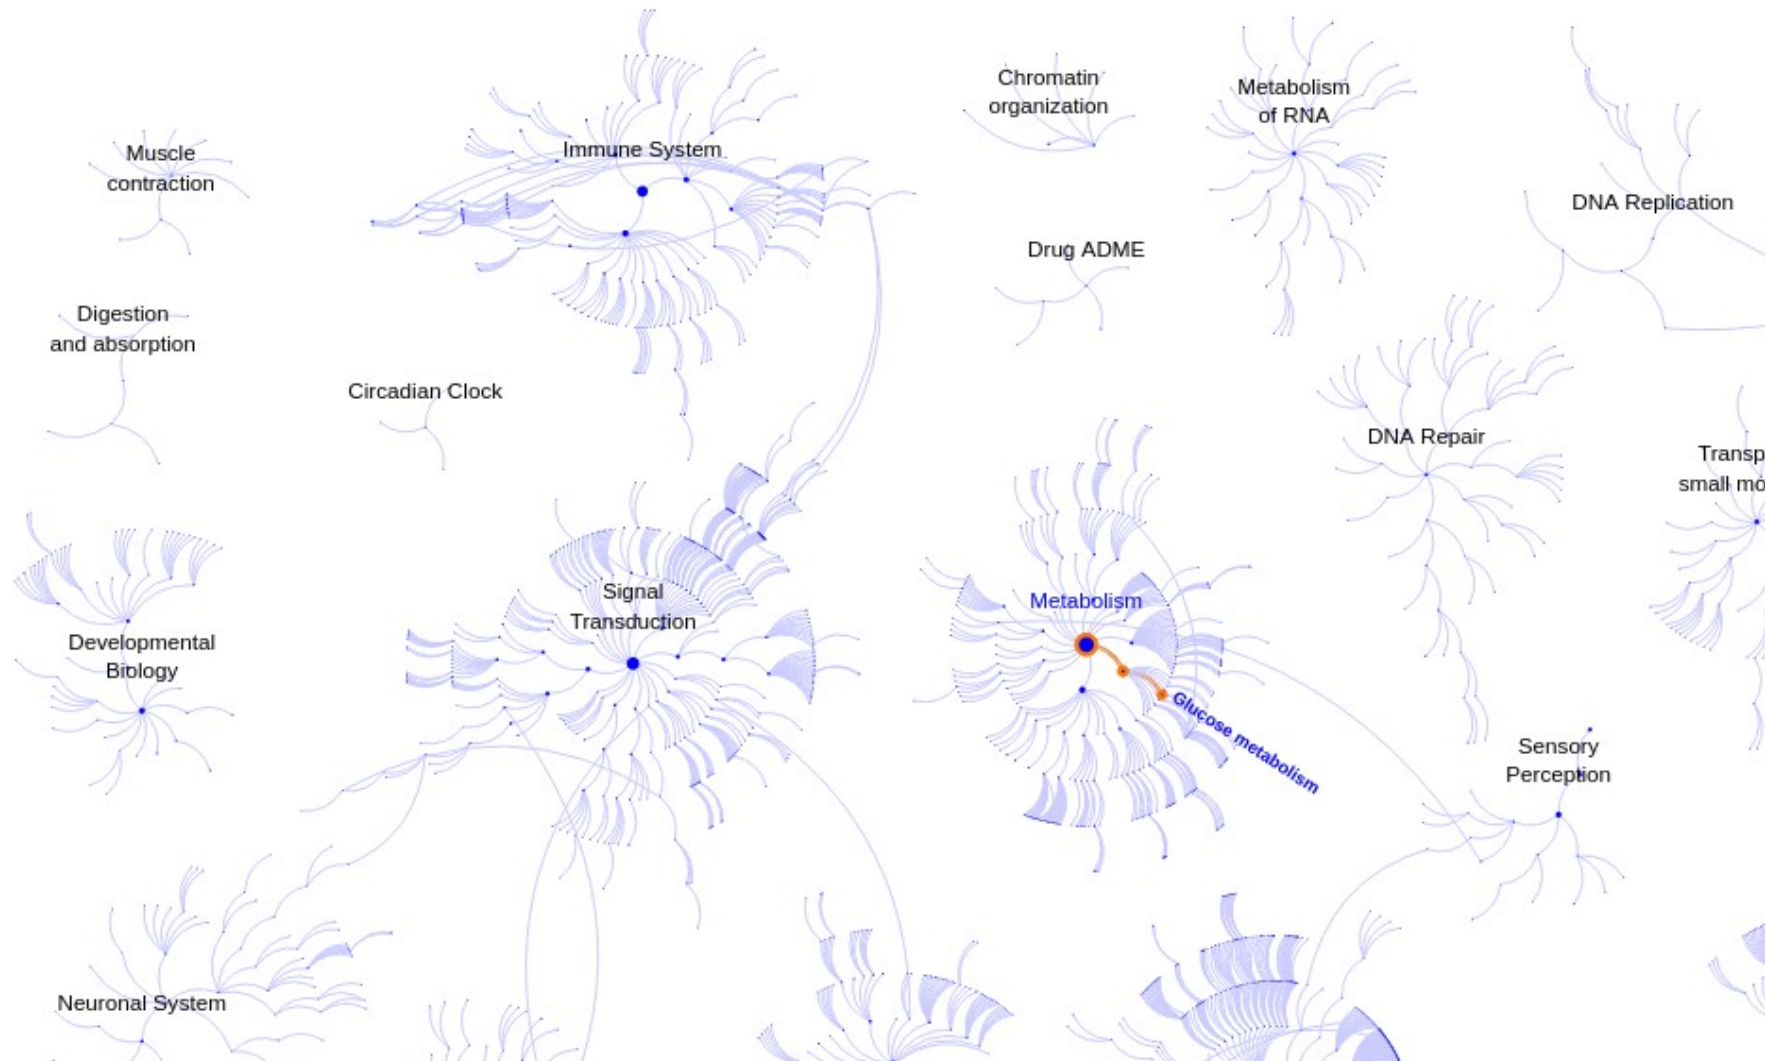 Chromatin
organization
Metabolism
of RNA
Immune System
Muscle
contraction
DNA Replication
Drug ADME
Digestion
and absorption
Circadian Clock
DNA Repair
Transp
small mo
Signal
Transduction
Metabolism
Developmental
Biology
Glucose metabolism
Sensory
Perception
Neuronal System